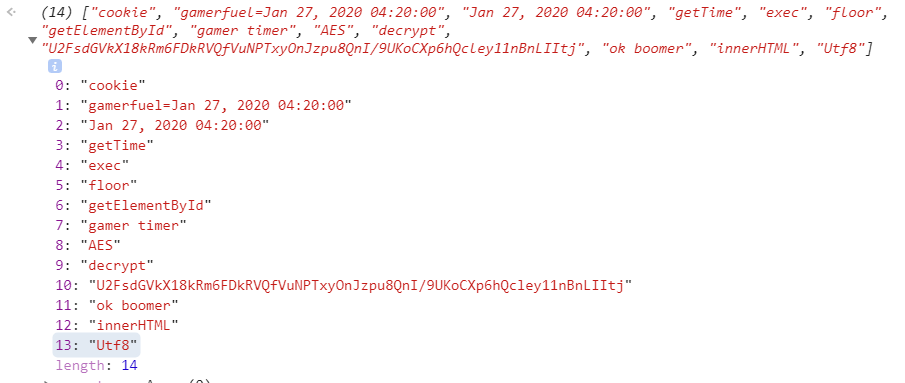 (14) ["cookie", "gamerfuel=Jan 27, 2020 04:20:00", "Jan 27, 2020 04:20:00", "getTime", "exec", "floor",
"getElementById", "gamer timer", "AES", "decrypt",
"U2FsdGVkX18kRm6FDkRVQfVuNPTxyOnJzpu8QnI/9UKoCXp6hQcley11nBnLIItj", "ok boomer", "innerHTML", "Utf8"]
i
0: "cookie"
1: "gamerfuel=Jan 27, 2020 04:20:00"
2: "Jan 27, 2020 04:20:00"
3: "getTime"
4: "exec"
5: "floor"
6: "getElementById"
7: "gamer timer"
8: "AES"
9: "decrypt"
10: "U2FsdGVkX18kRm6FDkRVQfVuNPTxyOnJzpu8QnI/9UKoCXp6hQcley11nBnLIItj"
11: "ok boomer"
12: "innerHTML"
13: "Utf8"
length: 14